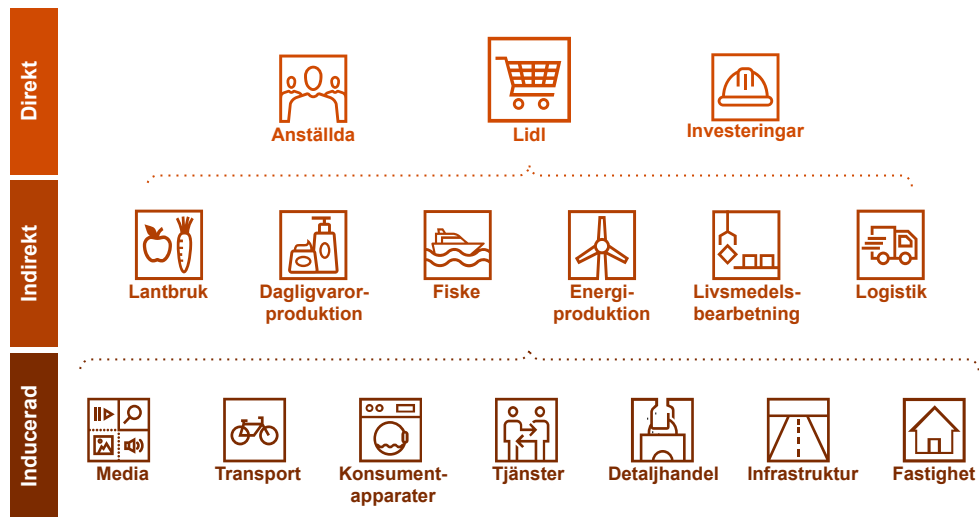 Direkt
Anställda
Lidl
Investeringar
Indirekt
Lantbruk
Dagligvaror-
produktion
Fiske
Energi-
produktion
Livsmedels-
bearbetning
Logistik
Inducerad
Media
Transport
Konsument-
apparater
Tjänster
Detaljhandel
Infrastruktur
Fastighet